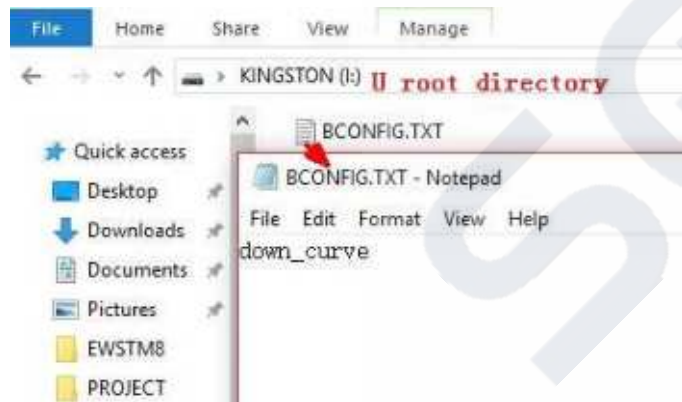 File Home Share View Manage
KINGSTON (I:) U root directory
BCONFIG.TXT
Quick access
BCONFIG.TXT - Notepad
Desktop
File Edit Format View Help
Downloads
down_curve
Documents
Pictures
EWSTM8
PROJECT